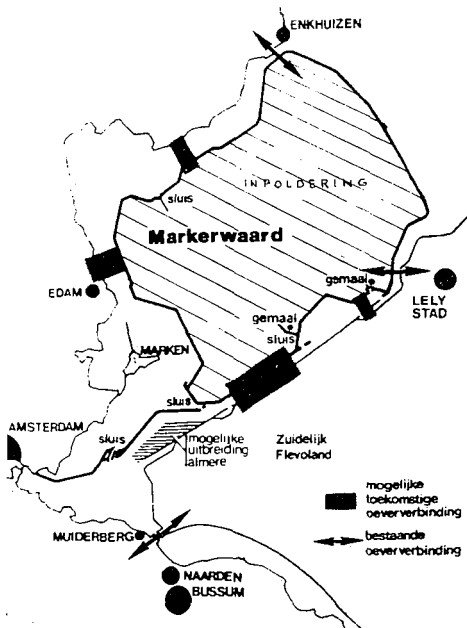 ENKHUIZEN
INPOLDERING
sluis
Markerwaard
gemaal
EDAM
LELY
STAD
gemaal
sluis
MARKEN
sluis
AMSTERDAM
sluis
mogelijke
uitbreiding
almere
Zuidelijk
Flevoland
mogelijke
toekomstige
oeververbinding
MUIDERBERG
bestaande
oeververbinding
NAARDEN
BUSSUM